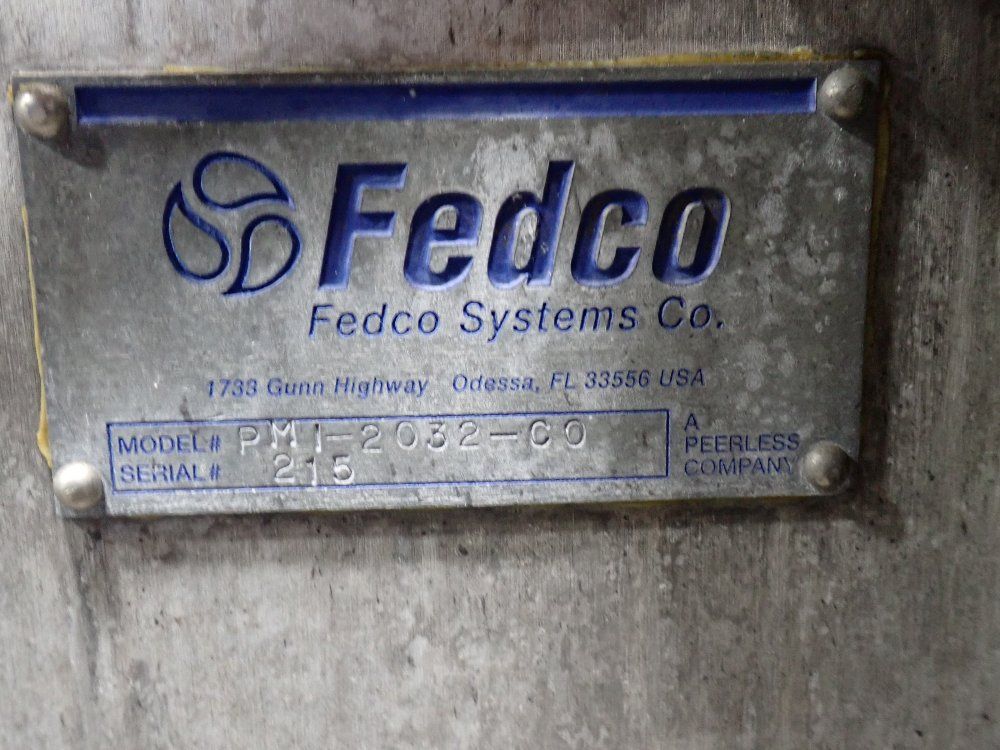 Fedco
Fedco Systems Co.
1733 Gunn Highway Odessa, FL 33556 USA
MODEL# PM1-2032-CO
SERIAL# 215
A
PEERLESS
COMPANY